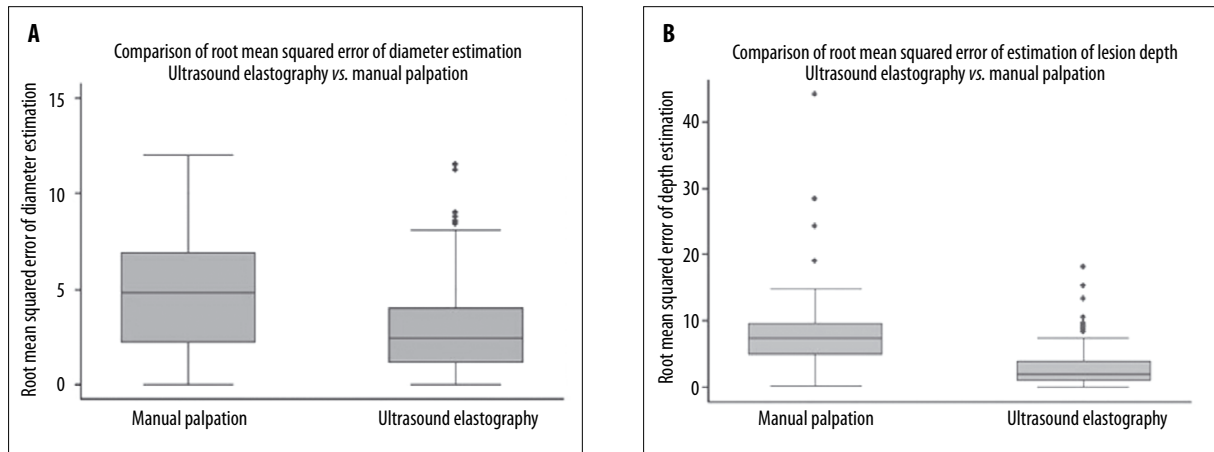 A
Comparison of root mean squared error of diameter estimation
Ultrasound elastography vs. manual palpation
Root mean squared error of diameter estimation
15
10
5
0
Manual palpation
Ultrasound elastography
B
Comparison of root mean squared error of estimation of lesion depth
Ultrasound elastography vs. manual palpation
Root mean squared error of depth estimation
40
30
20
10
0
Manual palpation
Ultrasound elastography